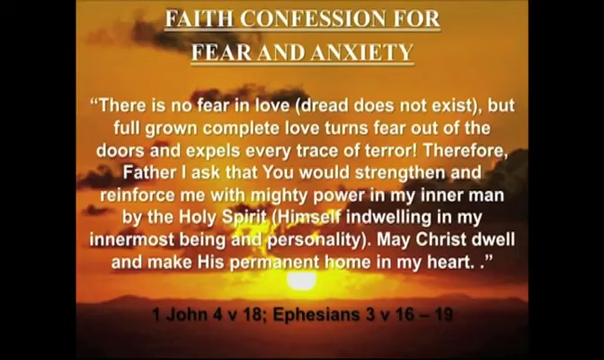 FAITH CONFESSION FOR
FEAR AND ANXIETY
“There is no fear in love (dread does not exist), but
full grown complete love turns fear out of the
doors and expels every trace of terror! Therefore,
Father I ask that You would strengthen and
reinforce me with mighty power in my inner man
by the Holy Spirit (Himself indwelling in my
innermost being and personality). May Christ dwell
and make His permanent home in my heart. .”
1 John 4 v 18; Ephesians 3 v 16 – 19